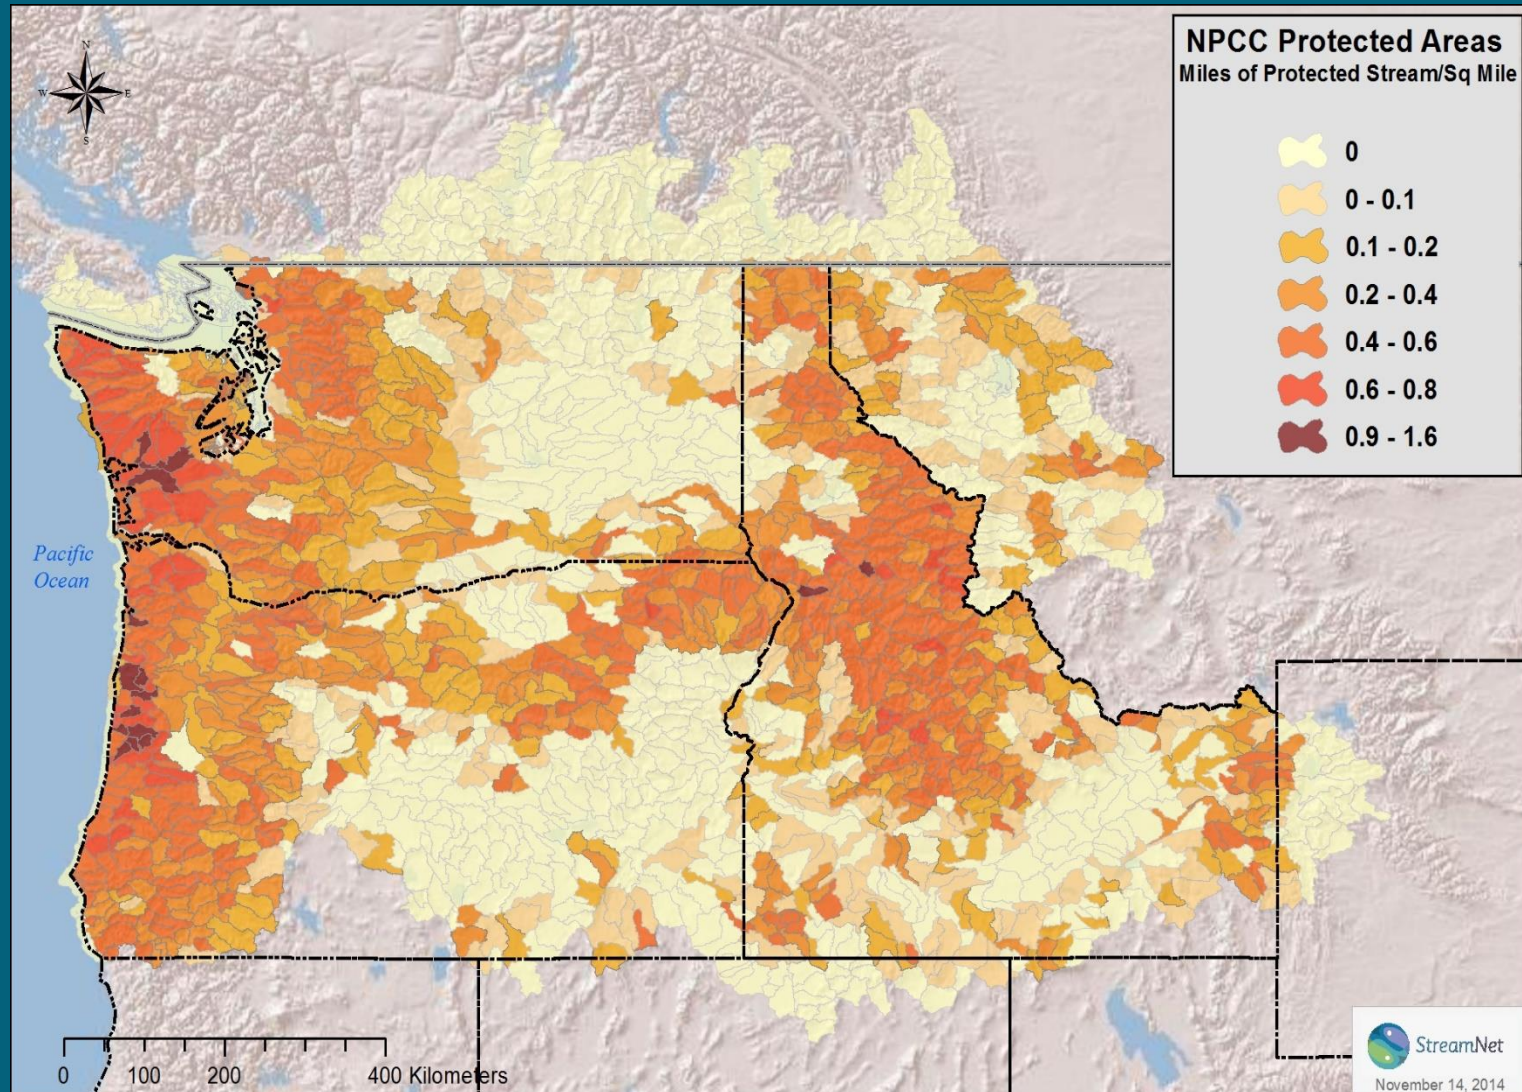 NPCC Protected Areas
Miles of Protected Stream/Sq Mile
0
0 - 0.1
0.1 - 0.2
0.2 - 0.4
0.4 - 0.6
0.6 - 0.8
0.9 - 1.6
N
W
E
S
Pacific
Ocean
0 100 200 400 Kilometers
StreamNet
November 14, 2014